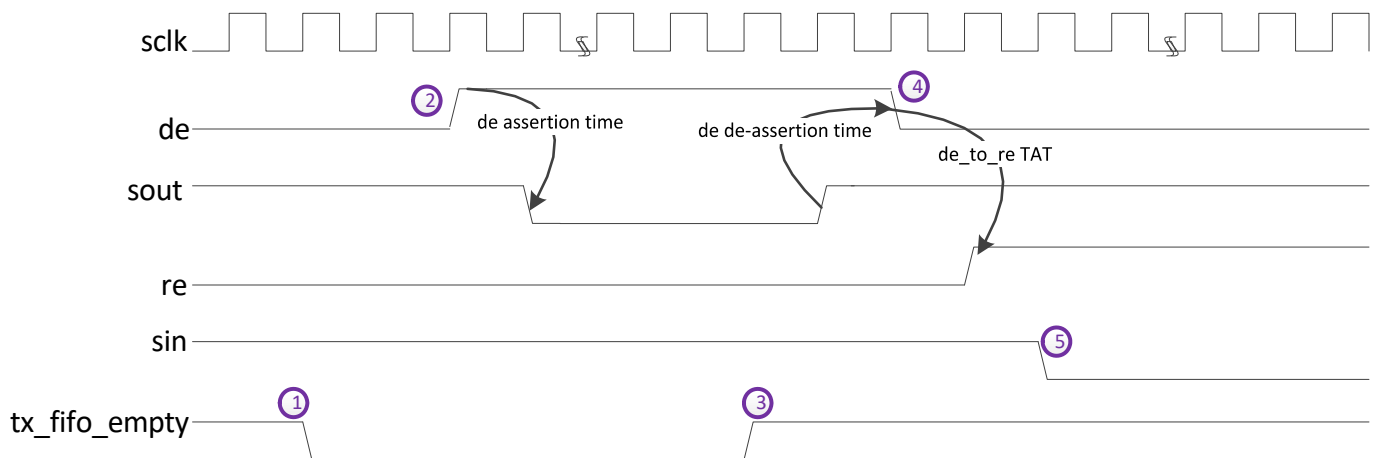 sclk
2
4
de
de assertion time
de de-assertion time
de_to_re TAT
sout
re
sin
5
1
3
tx_fifo_empty